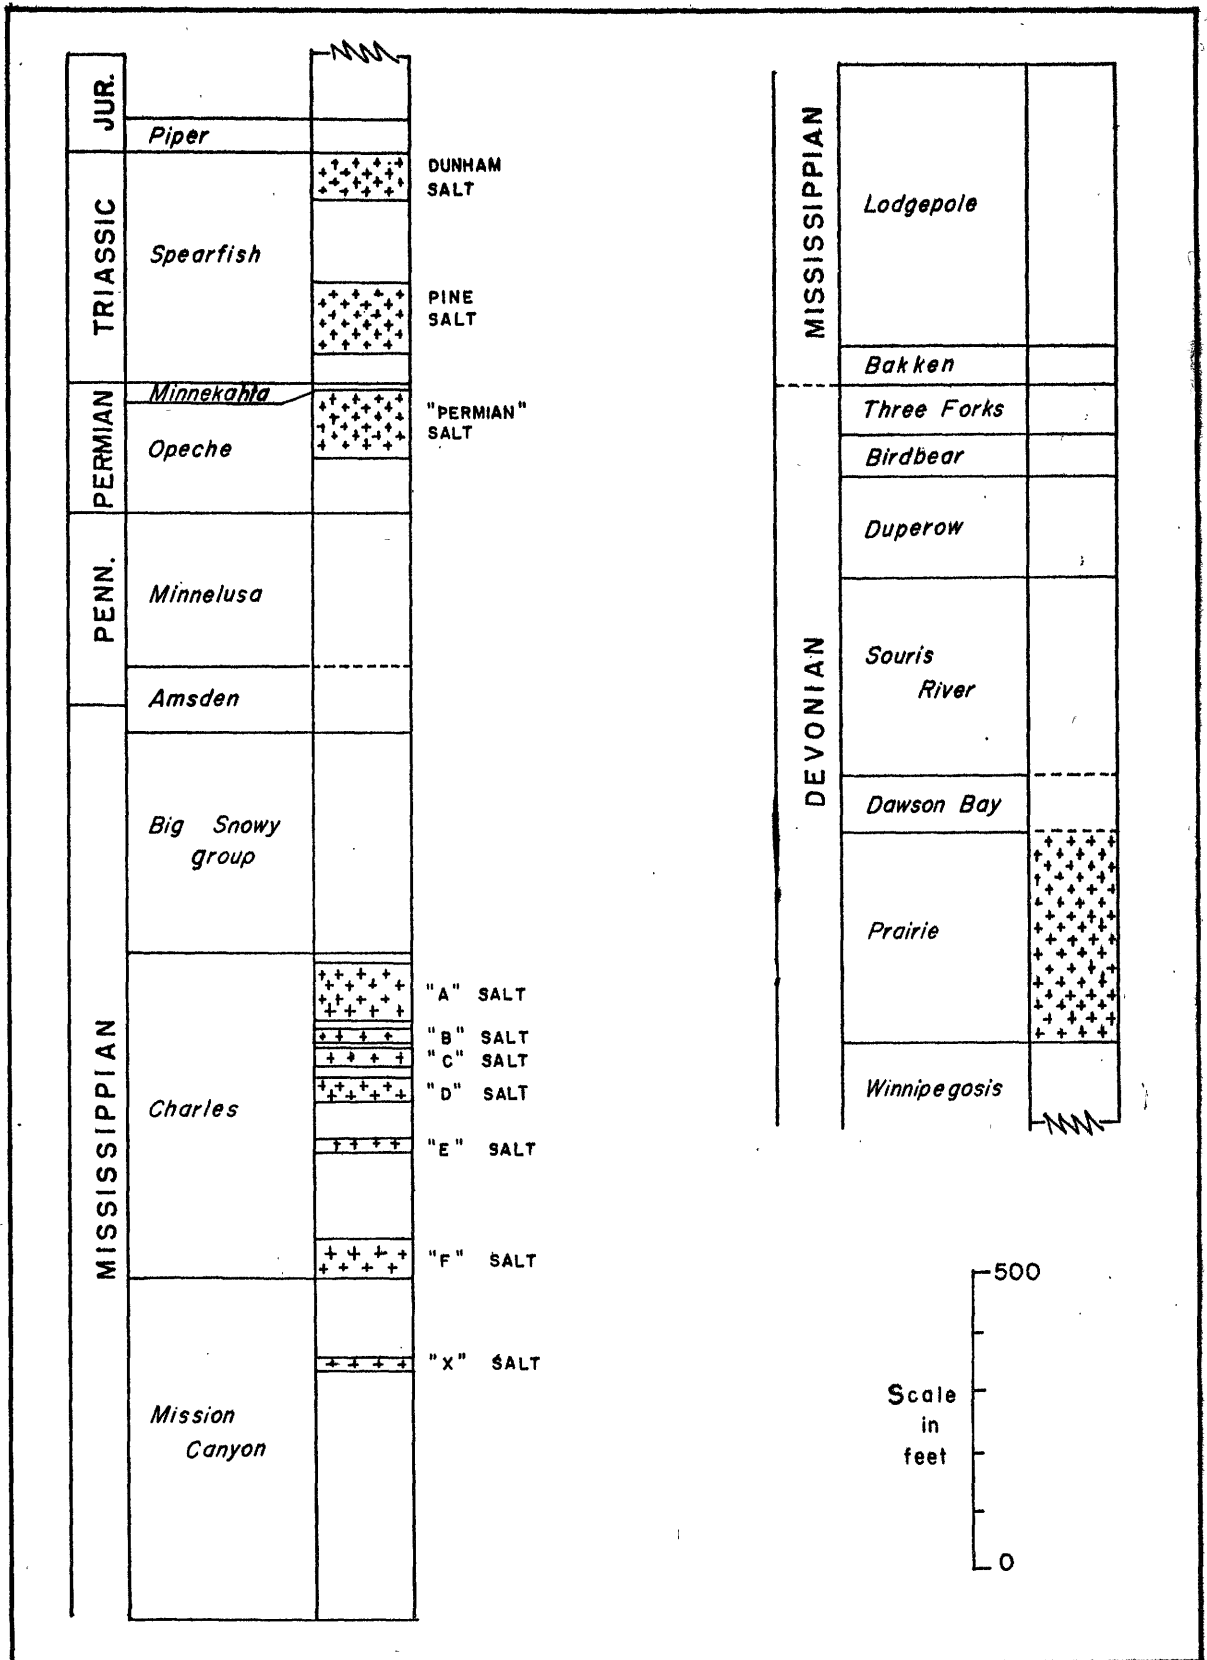 JUR.
Piper
TRIASSIC
Spearfish
DUNHAM
SALT
PINE
SALT
PERMIAN
Minnekahta
Opeche
"PERMIAN"
SALT
PENN.
Minnelusa
Amsden
MISSISSIPPIAN
Big Snowy
group
Charles
"A" SALT
"B" SALT
"C" SALT
"D" SALT
"E" SALT
"F" SALT
Mission
Canyon
"X" SALT
MISSISSIPPIAN
Lodgepole
Bakken
DEVONIAN
Three Forks
Birdbear
Duperow
Souris
River
Dawson Bay
Prairie
Winnipegosis
500
Scale
in
feet
0